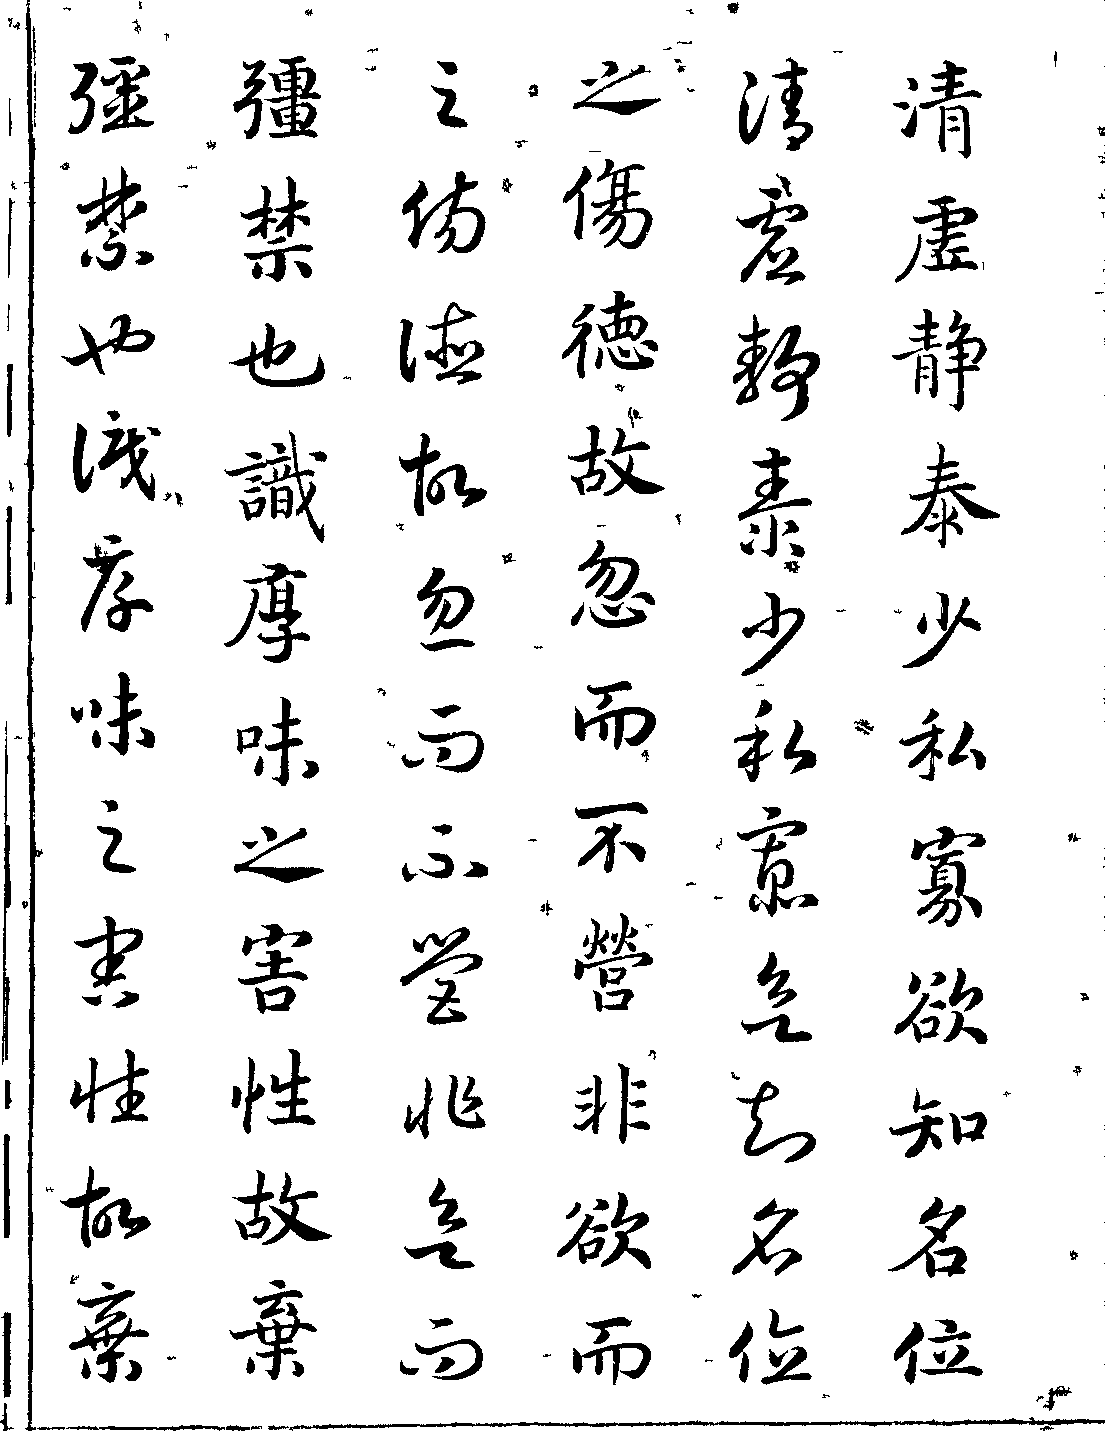 清虛静泰少私寡欲知名位
清虛静泰少私寡欲知名位
之傷德故忽而不營非欲而
之傷德故忽而不營非欲而
彊禁也識厚味之害性故棄
彊禁也識厚味之害性故棄